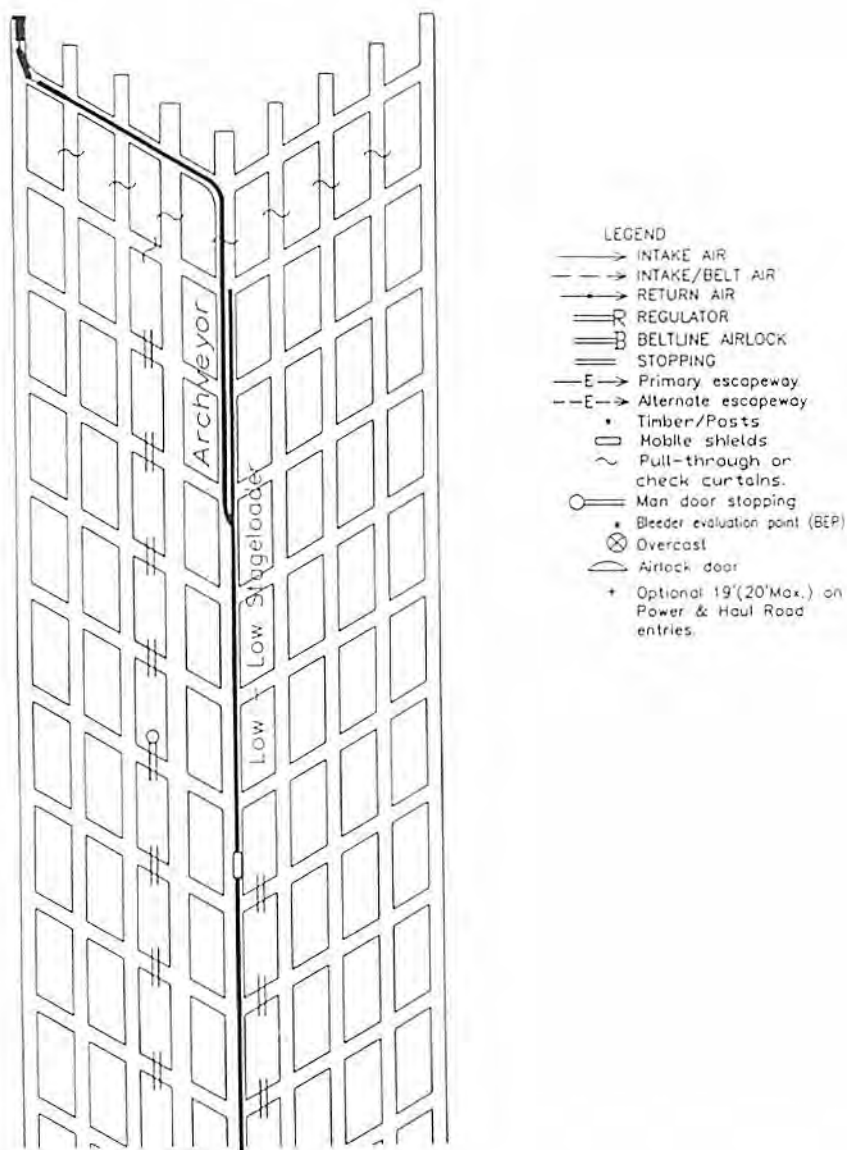 Archveyor
Low - Low Stageloader
LEGEND
INTAKE AIR
INTAKE/BELT AIR
RETURN AIR
R REGULATOR
B BELTLINE AIRLOCK
STOPPING
E Primary escapeway
E Alternate escapeway
Timber/Posts
Mobile shields
Pull-through or
check curtains.
Man door stopping
Bleeder evaluation point (BEP)
Overcast
Airlock door
+ Optional 19'(20'Max.) on
Power & Haul Road
entries.